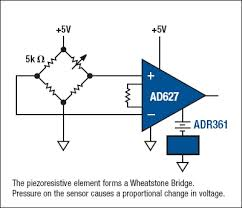 +5V
+5V
5k Ω
+
AD627
–
ADR361
+
–
The piezoresistive element forms a Wheatstone Bridge.
Pressure on the sensor causes a proportional change in voltage.